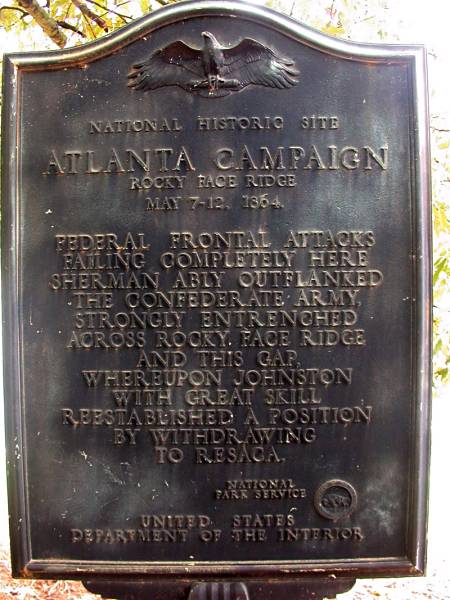 NATIONAL HISTORIC SITE
ATLANTA CAMPAIGN
ROCKY FACE RIDGE
MAY 7-12, 1864.
FEDERAL FRONTAL ATTACKS
FAILING COMPLETELY HERE
SHERMAN ABLY OUTFLANKED
THE CONFEDERATE ARMY,
STRONGLY ENTRENCHED
ACROSS ROCKY FACE RIDGE
AND THIS GAP,
WHEREUPON JOHNSTON
WITH GREAT SKILL
REESTABLISHED A POSITION
BY WITHDRAWING
TO RESACA.
NATIONAL
PARK SERVICE
UNITED STATES
DEPARTMENT OF THE INTERIOR